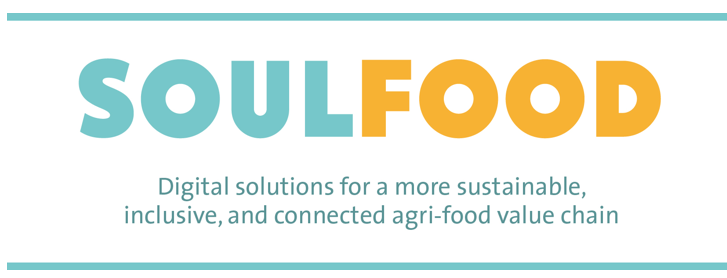 SOULFOOD
Digital solutions for a more sustainable,
inclusive, and connected agri-food value chain